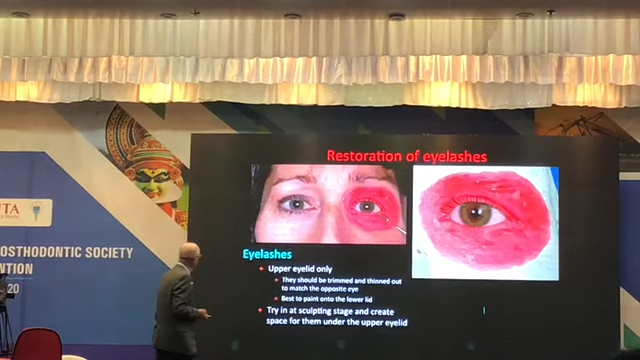 Restoration of eyelashes
Eyelashes
Upper eyelid only
They should be trimmed and thinned out
to match the opposite eye
Best to paint onto the lower lid
Try in at sculpting stage and create
space for them under the upper eyelid
OSTHODONTIC SOCIETY
NTION
20